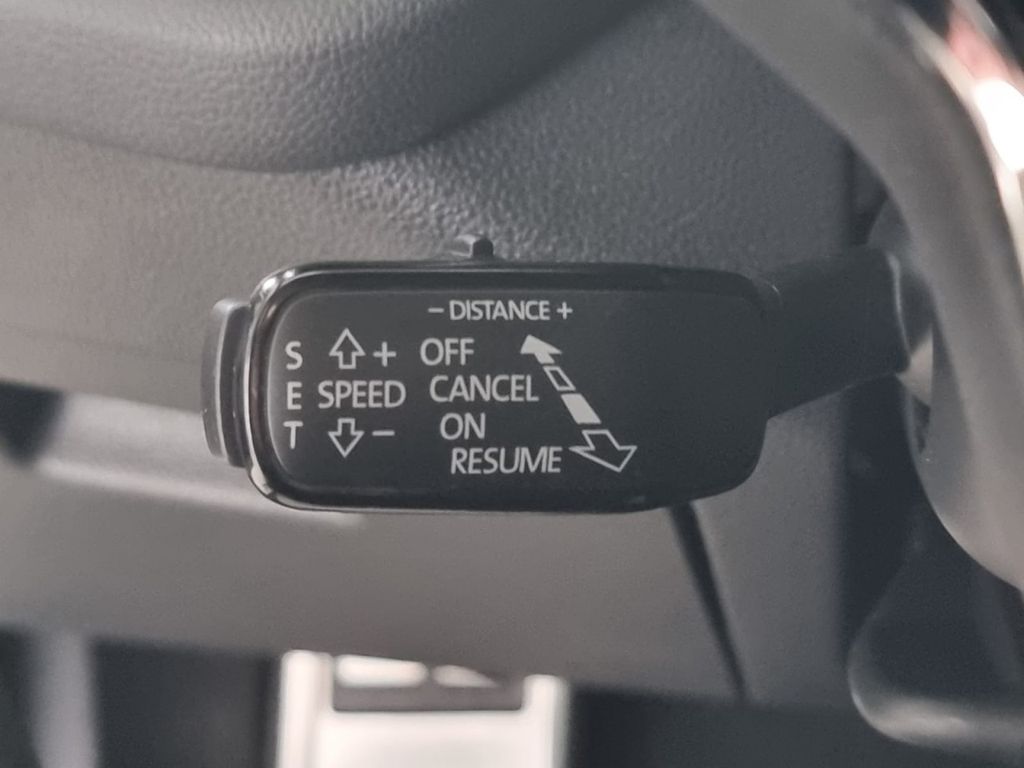 - DISTANCE +
S + OFF
E SPEED CANCEL
T - ON
RESUME